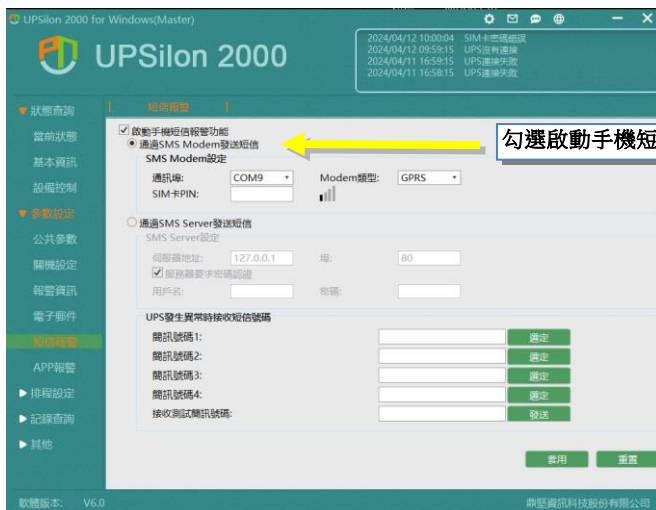 UPSilon 2000 for Windows(Master)
UPSilon 2000
2024/04/12 10:00:04 SIM卡密碼錯誤
2024/04/12 09:59:15 UPS沒有連接
2024/04/11 16:59:15 UPS連接失敗
2024/04/11 16:58:15 UPS連接失敗
狀態查詢
當前狀態
基本資訊
設備控制
參數設定
公共參數
關機設定
報警資訊
電子郵件
短信報警
APP報警
排程設定
記錄查詢
其他
短信報警
啟動手機短信報警功能
通過SMS Modem發送短信
勾選啟動手機短
SMS Modem設定
通訊埠: COM9 Modem類型: GPRS
SIM卡PIN:
通過SMS Server發送短信
SMS Server設定
伺服器地址: 127.0.0.1 埠: 80
服務器要求密碼認證
用戶名: 密碼:
UPS發生異常時接收短信號碼
簡訊號碼1: 選定
簡訊號碼2: 選定
簡訊號碼3: 選定
簡訊號碼4: 選定
接收測試簡訊號碼: 發送
套用 重置
軟體版本: V6.0 鼎堅資訊科技股份有限公司